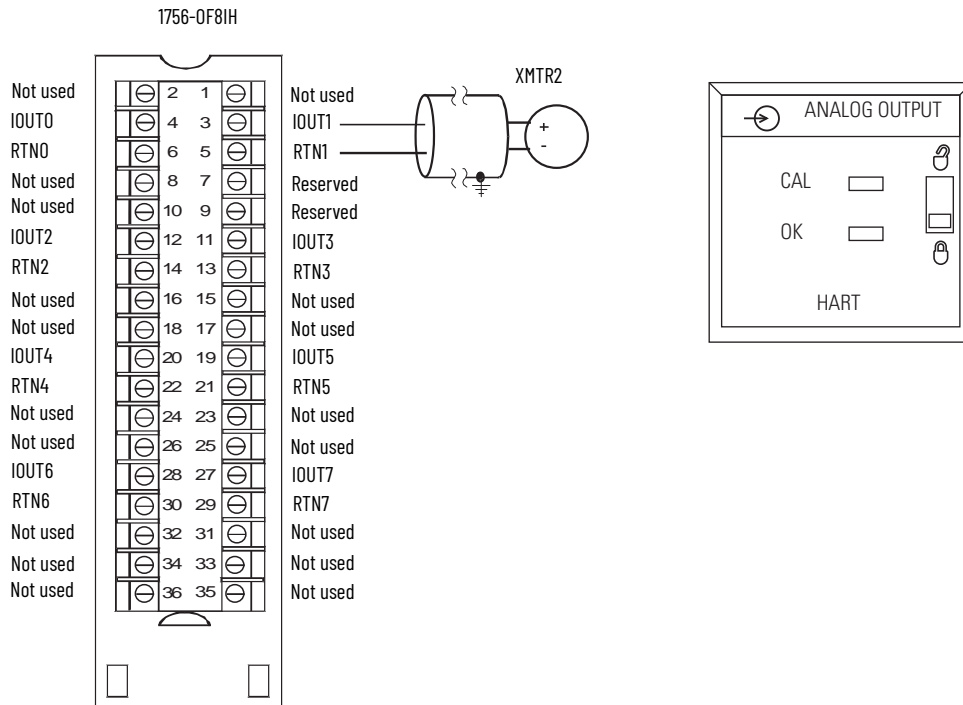 1756-OF8IH
XMTR2
Not used 2 1 Not used
IOUT0 4 3 IOUT1
RTN0 6 5 RTN1
Not used 8 7 Reserved
Not used 10 9 Reserved
IOUT2 12 11 IOUT3
RTN2 14 13 RTN3
Not used 16 15 Not used
Not used 18 17 Not used
IOUT4 20 19 IOUT5
RTN4 22 21 RTN5
Not used 24 23 Not used
Not used 26 25 Not used
IOUT6 28 27 IOUT7
RTN6 30 29 RTN7
Not used 32 31 Not used
Not used 34 33 Not used
Not used 36 35 Not used
+
-
ANALOG OUTPUT
CAL
OK
HART